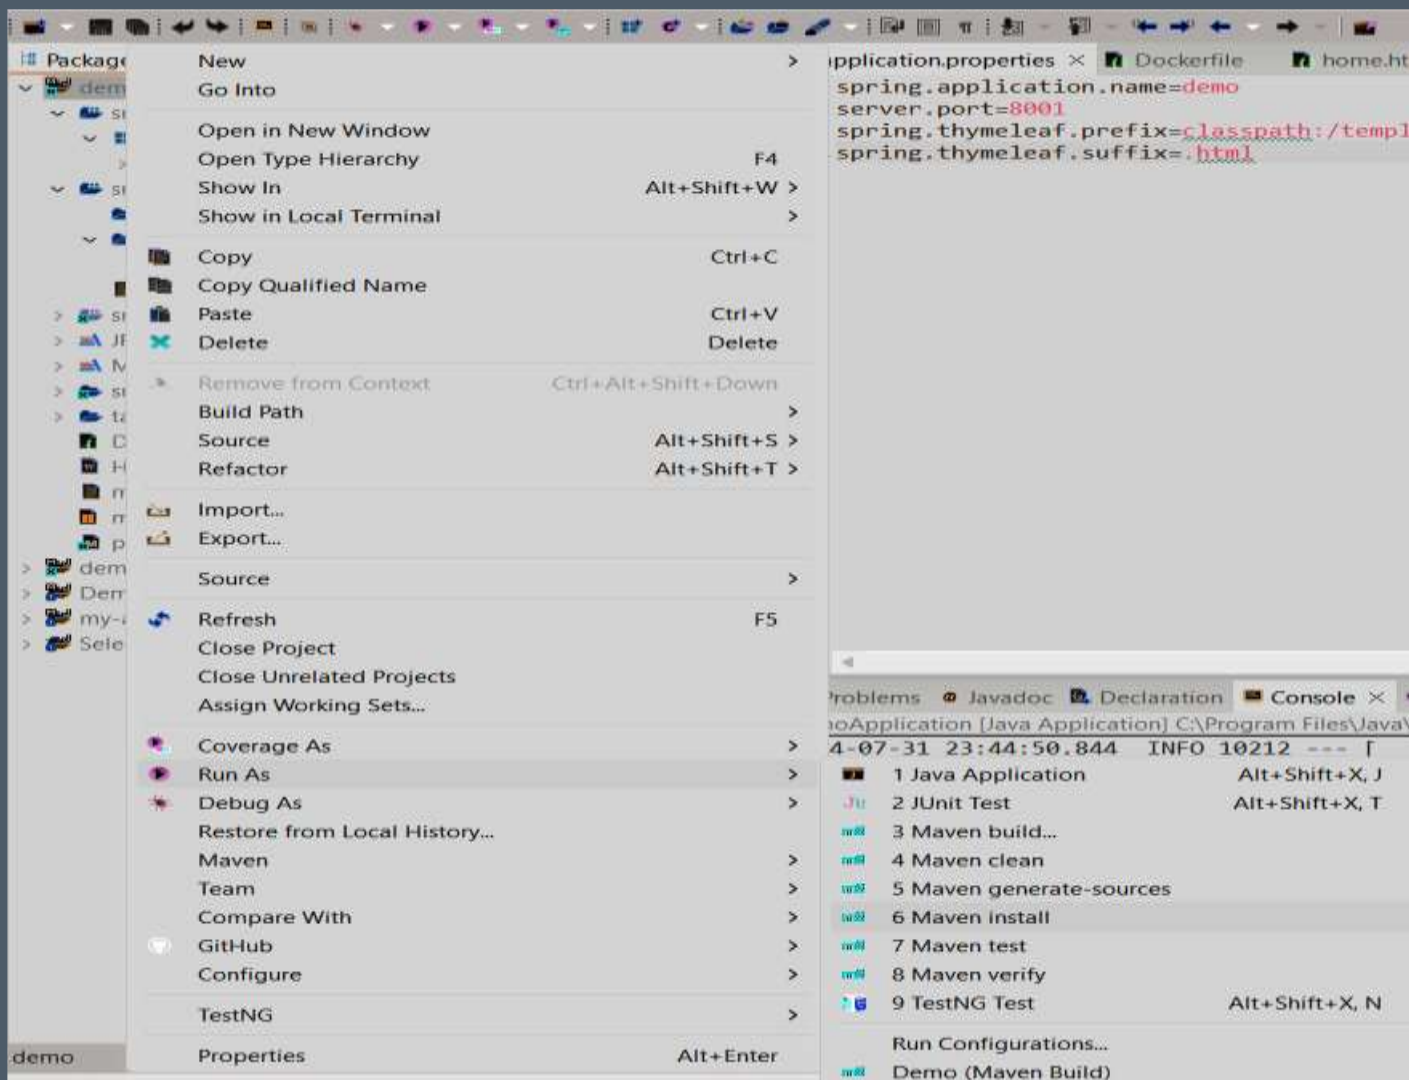 Package
pplication.properties
Dockerfile
home.ht
spring.application.name=demo
server.port=8001
spring.thymeleaf.prefix=classpath:/templ
spring.thymeleaf.suffix=.html
dem
dem
Dem
my-
Sele
demo
New
Go Into
Open in New Window
Open Type Hierarchy F4
Show In Alt+Shift+W >
Show in Local Terminal
Copy Ctrl+C
Copy Qualified Name
Paste Ctrl+V
Delete Delete
Remove from Context Ctrl+Alt+Shift+Down
Build Path
Source Alt+Shift+S >
Refactor Alt+Shift+T >
Import...
Export...
Source
Refresh F5
Close Project
Close Unrelated Projects
Assign Working Sets...
Coverage As
Run As
Debug As
Restore from Local History...
Maven
Team
Compare With
GitHub
Configure
TestNG
Properties Alt+Enter
Problems
Javadoc
Declaration
Console
oApplication [Java Application] C:\Program Files\Java\
4-07-31 23:44:50.844 INFO 10212 --- [
1 Java Application Alt+Shift+X, J
2 JUnit Test Alt+Shift+X, T
3 Maven build...
4 Maven clean
5 Maven generate-sources
6 Maven install
7 Maven test
8 Maven verify
9 TestNG Test Alt+Shift+X, N
Run Configurations...
Demo (Maven Build)